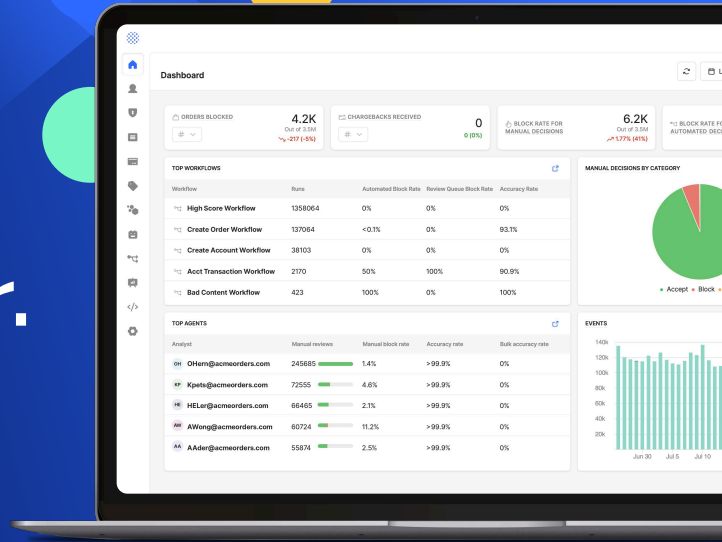 Dashboard
L
ORDERS BLOCKED
4.2K
Out of 3.5M
#
-217 (-5%)
CHARGEBACKS RECEIVED
0
#
0 (0%)
BLOCK RATE FOR
MANUAL DECISIONS
6.2K
Out of 3.5M
1.77% (41%)
BLOCK RATE FO
AUTOMATED DECI
TOP WORKFLOWS
Workflow Runs Automated Block Rate Review Queue Block Rate Accuracy Rate
High Score Workflow 1358064 0% 0% 0%
Create Order Workflow 137064 <0.1% 0% 93.1%
Create Account Workflow 38103 0% 0% 0%
Acct Transaction Workflow 2170 50% 100% 90.9%
Bad Content Workflow 423 100% 0% 100%
MANUAL DECISIONS BY CATEGORY
Accept Block
TOP AGENTS
Analyst Manual reviews Manual block rate Accuracy rate Bulk accuracy rate
OH OHern@acmeorders.com 245685 1.4% >99.9% 0%
KP Kpets@acmeorders.com 72555 4.6% >99.9% 0%
HE HELer@acmeorders.com 66465 2.1% >99.9% 0%
AW AWong@acmeorders.com 60724 11.2% >99.9% 0%
AA AAder@acmeorders.com 55874 2.5% >99.9% 0%
EVENTS
140k
120k
100k
80k
60k
40k
20k
Jun 30 Jul 5 Jul 10